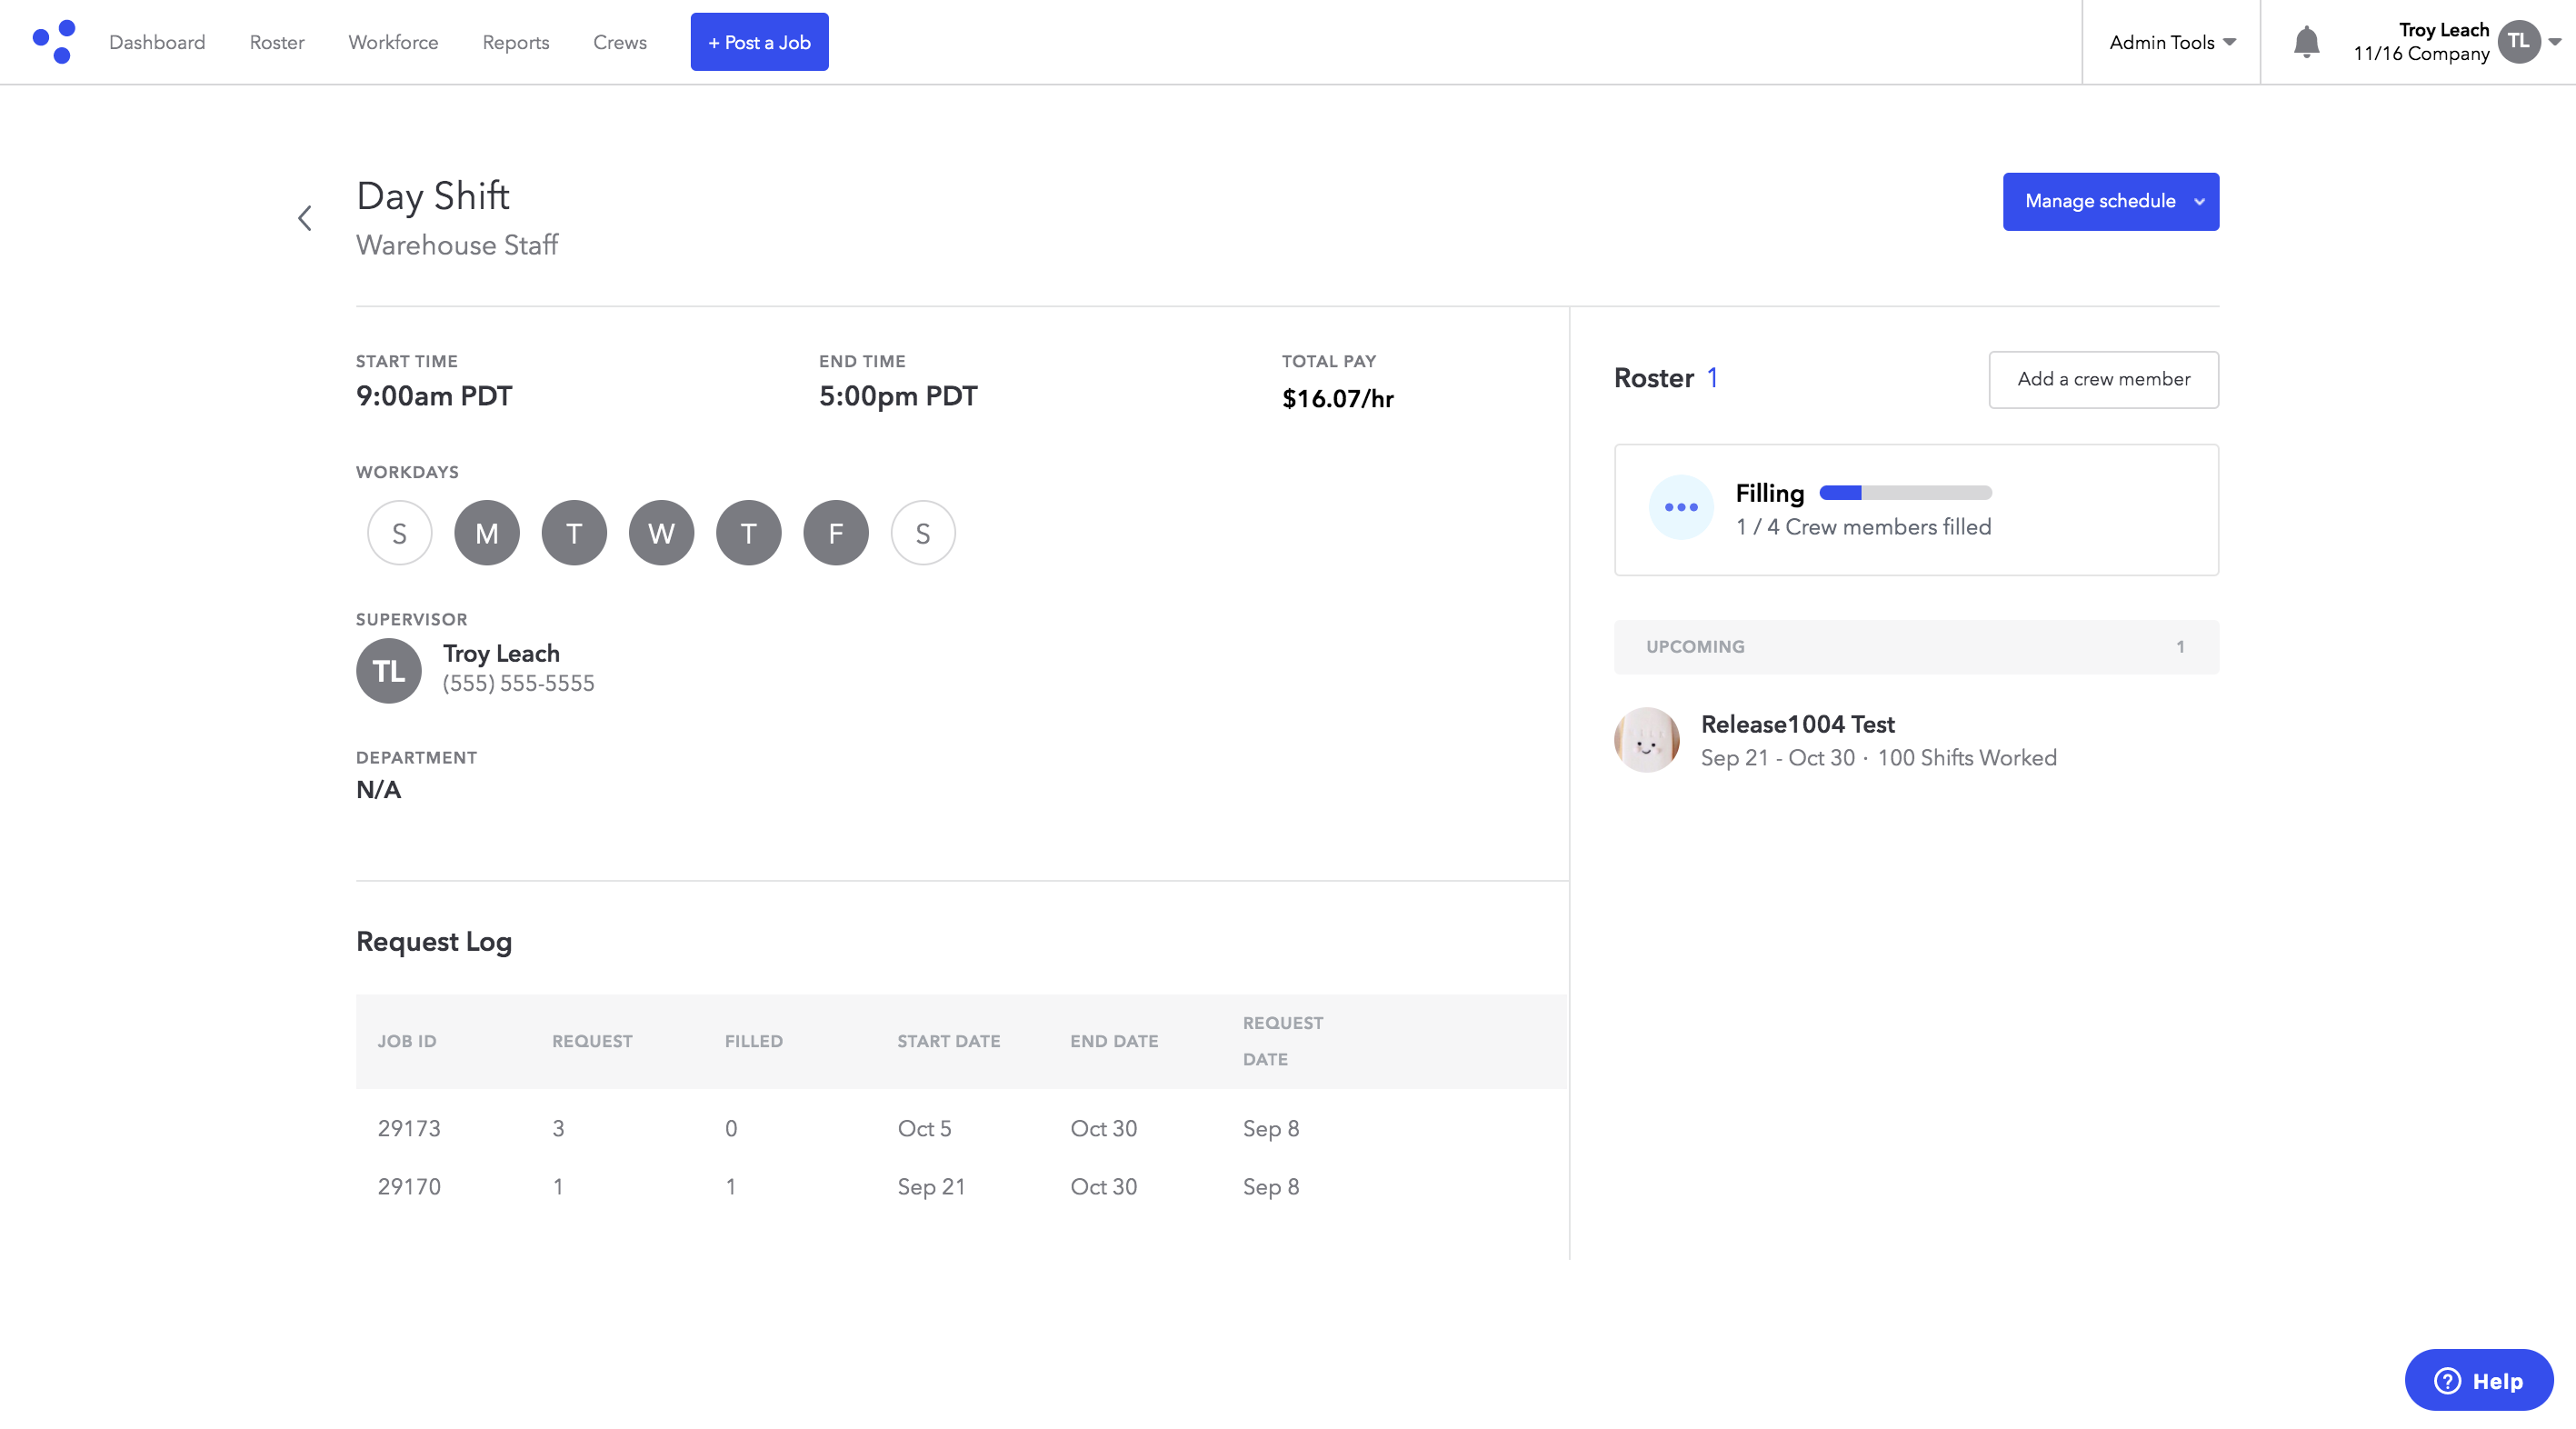 Dashboard Roster Workforce Reports Crews + Post a Job Admin Tools Troy Leach TL
11/16 Company
Day Shift
Warehouse Staff
Manage schedule
START TIME END TIME TOTAL PAY
9:00am PDT 5:00pm PDT $16.07/hr
WORKDAYS
S M T W T F S
SUPERVISOR
TL Troy Leach
(555) 555-5555
DEPARTMENT
N/A
Request Log
JOB ID REQUEST FILLED START DATE END DATE REQUEST DATE
29173 3 0 Oct 5 Oct 30 Sep 8
29170 1 1 Sep 21 Oct 30 Sep 8
Roster 1 Add a crew member
Filling
1 / 4 Crew members filled
UPCOMING 1
Release1004 Test
Sep 21 - Oct 30 · 100 Shifts Worked
? Help